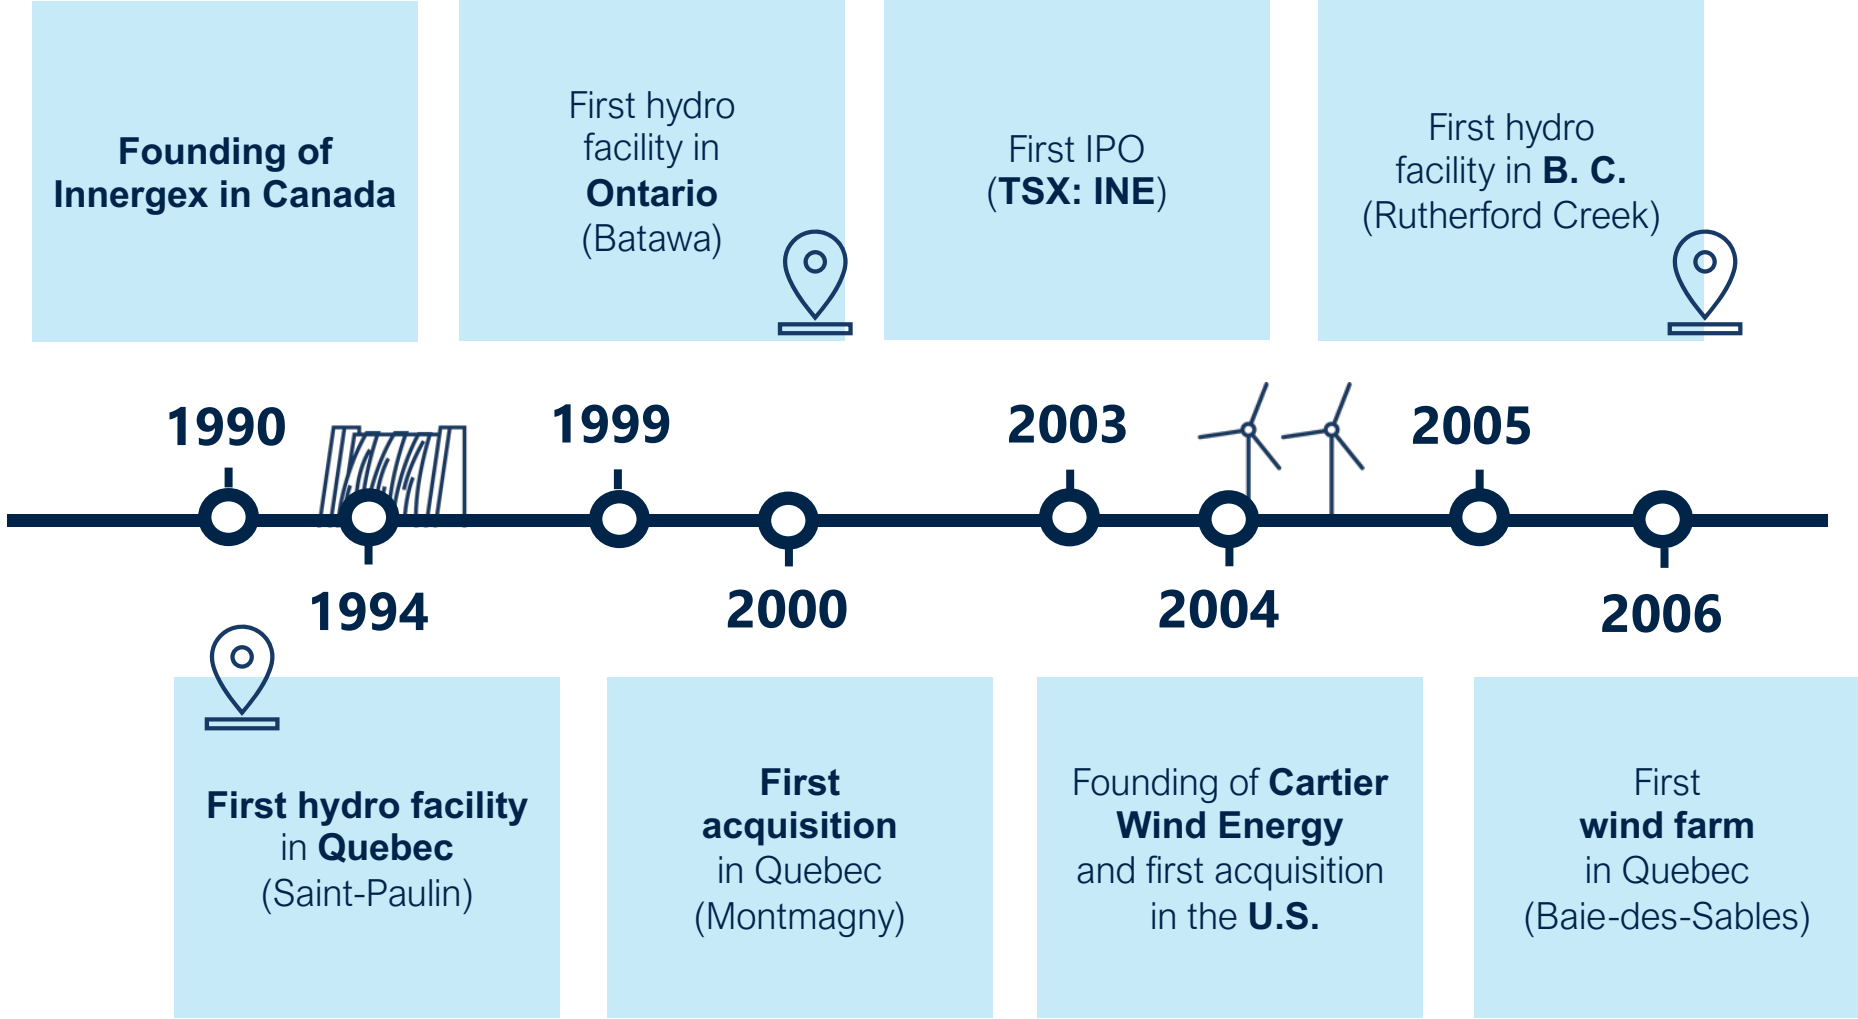 Founding of
Innergex in Canada
First hydro
facility in
Ontario
(Batawa)
First IPO
(TSX: INE)
First hydro
facility in B. C.
(Rutherford Creek)
1990
1999
2003
2005
1994
2000
2004
2006
First hydro facility
in Quebec
(Saint-Paulin)
First
acquisition
in Quebec
(Montmagny)
Founding of Cartier
Wind Energy
and first acquisition
in the U.S.
First
wind farm
in Quebec
(Baie-des-Sables)